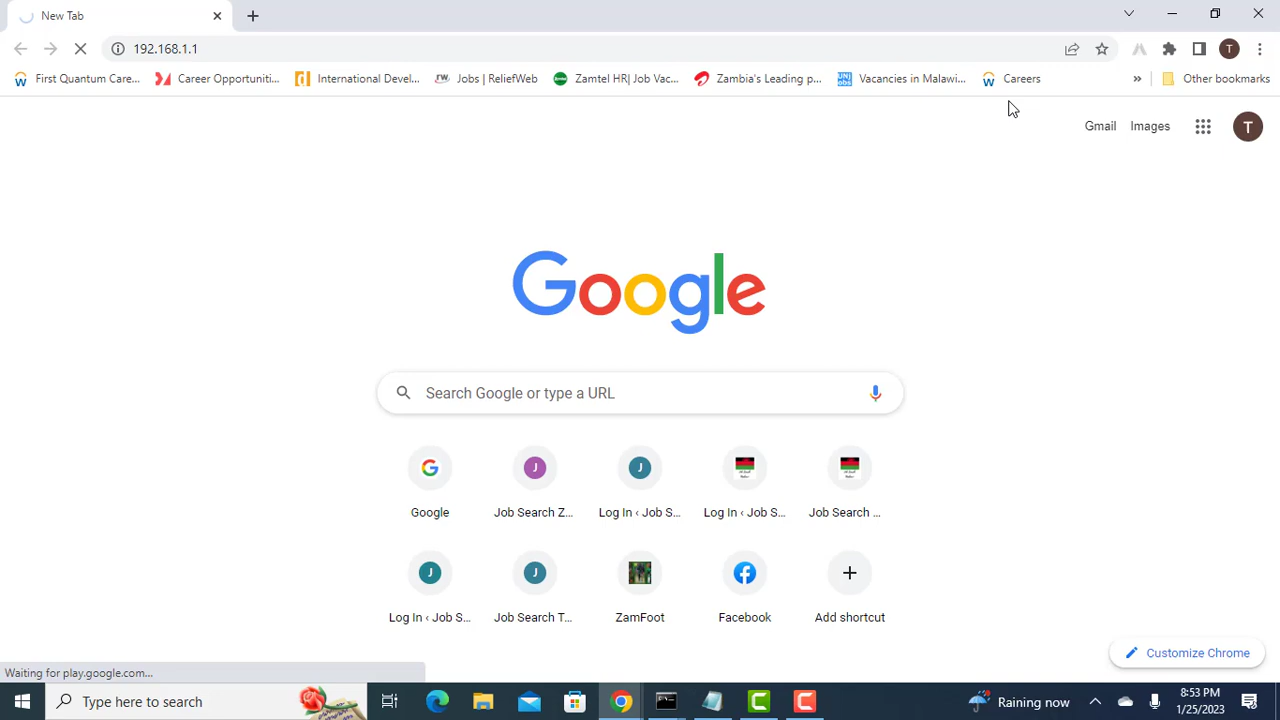 New Tab
192.168.1.1
T
First Quantum Care...
Career Opportuniti...
International Devel...
rw
Jobs | ReliefWeb
Zamtel HR| Job Vac...
Zambia's Leading p...
UNJobs
Vacancies in Malawi...
Careers
»
Other bookmarks
Gmail
Images
T
Google
Search Google or type a URL
G
J
J
Google
Job Search Z...
Log In ‹ Job S...
Log In ‹ Job S...
Job Search ...
J
J
Log In ‹ Job S...
Job Search T...
ZamFoot
Facebook
Add shortcut
Customize Chrome
Waiting for play.google.com...
Type here to search
Raining now
8:53 PM
1/25/2023